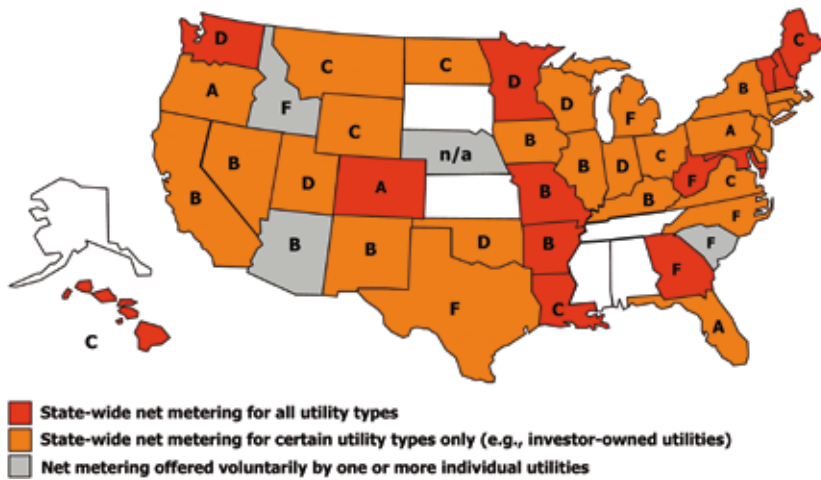 D C C D C
A F C D F B
n/a B A
B B D A B B D C F C
B B B B F
B B D F
F C F
C A
State-wide net metering for all utility types
State-wide net metering for certain utility types only (e.g., investor-owned utilities)
Net metering offered voluntarily by one or more individual utilities